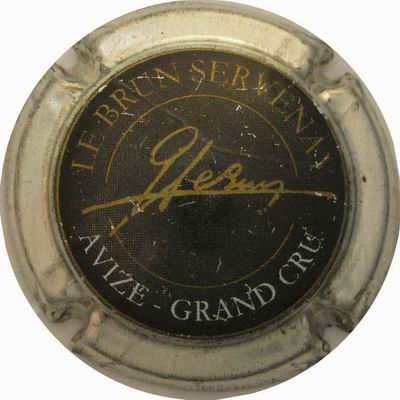 LE BRUN SERVENAY
AVIZE - GRAND CRU